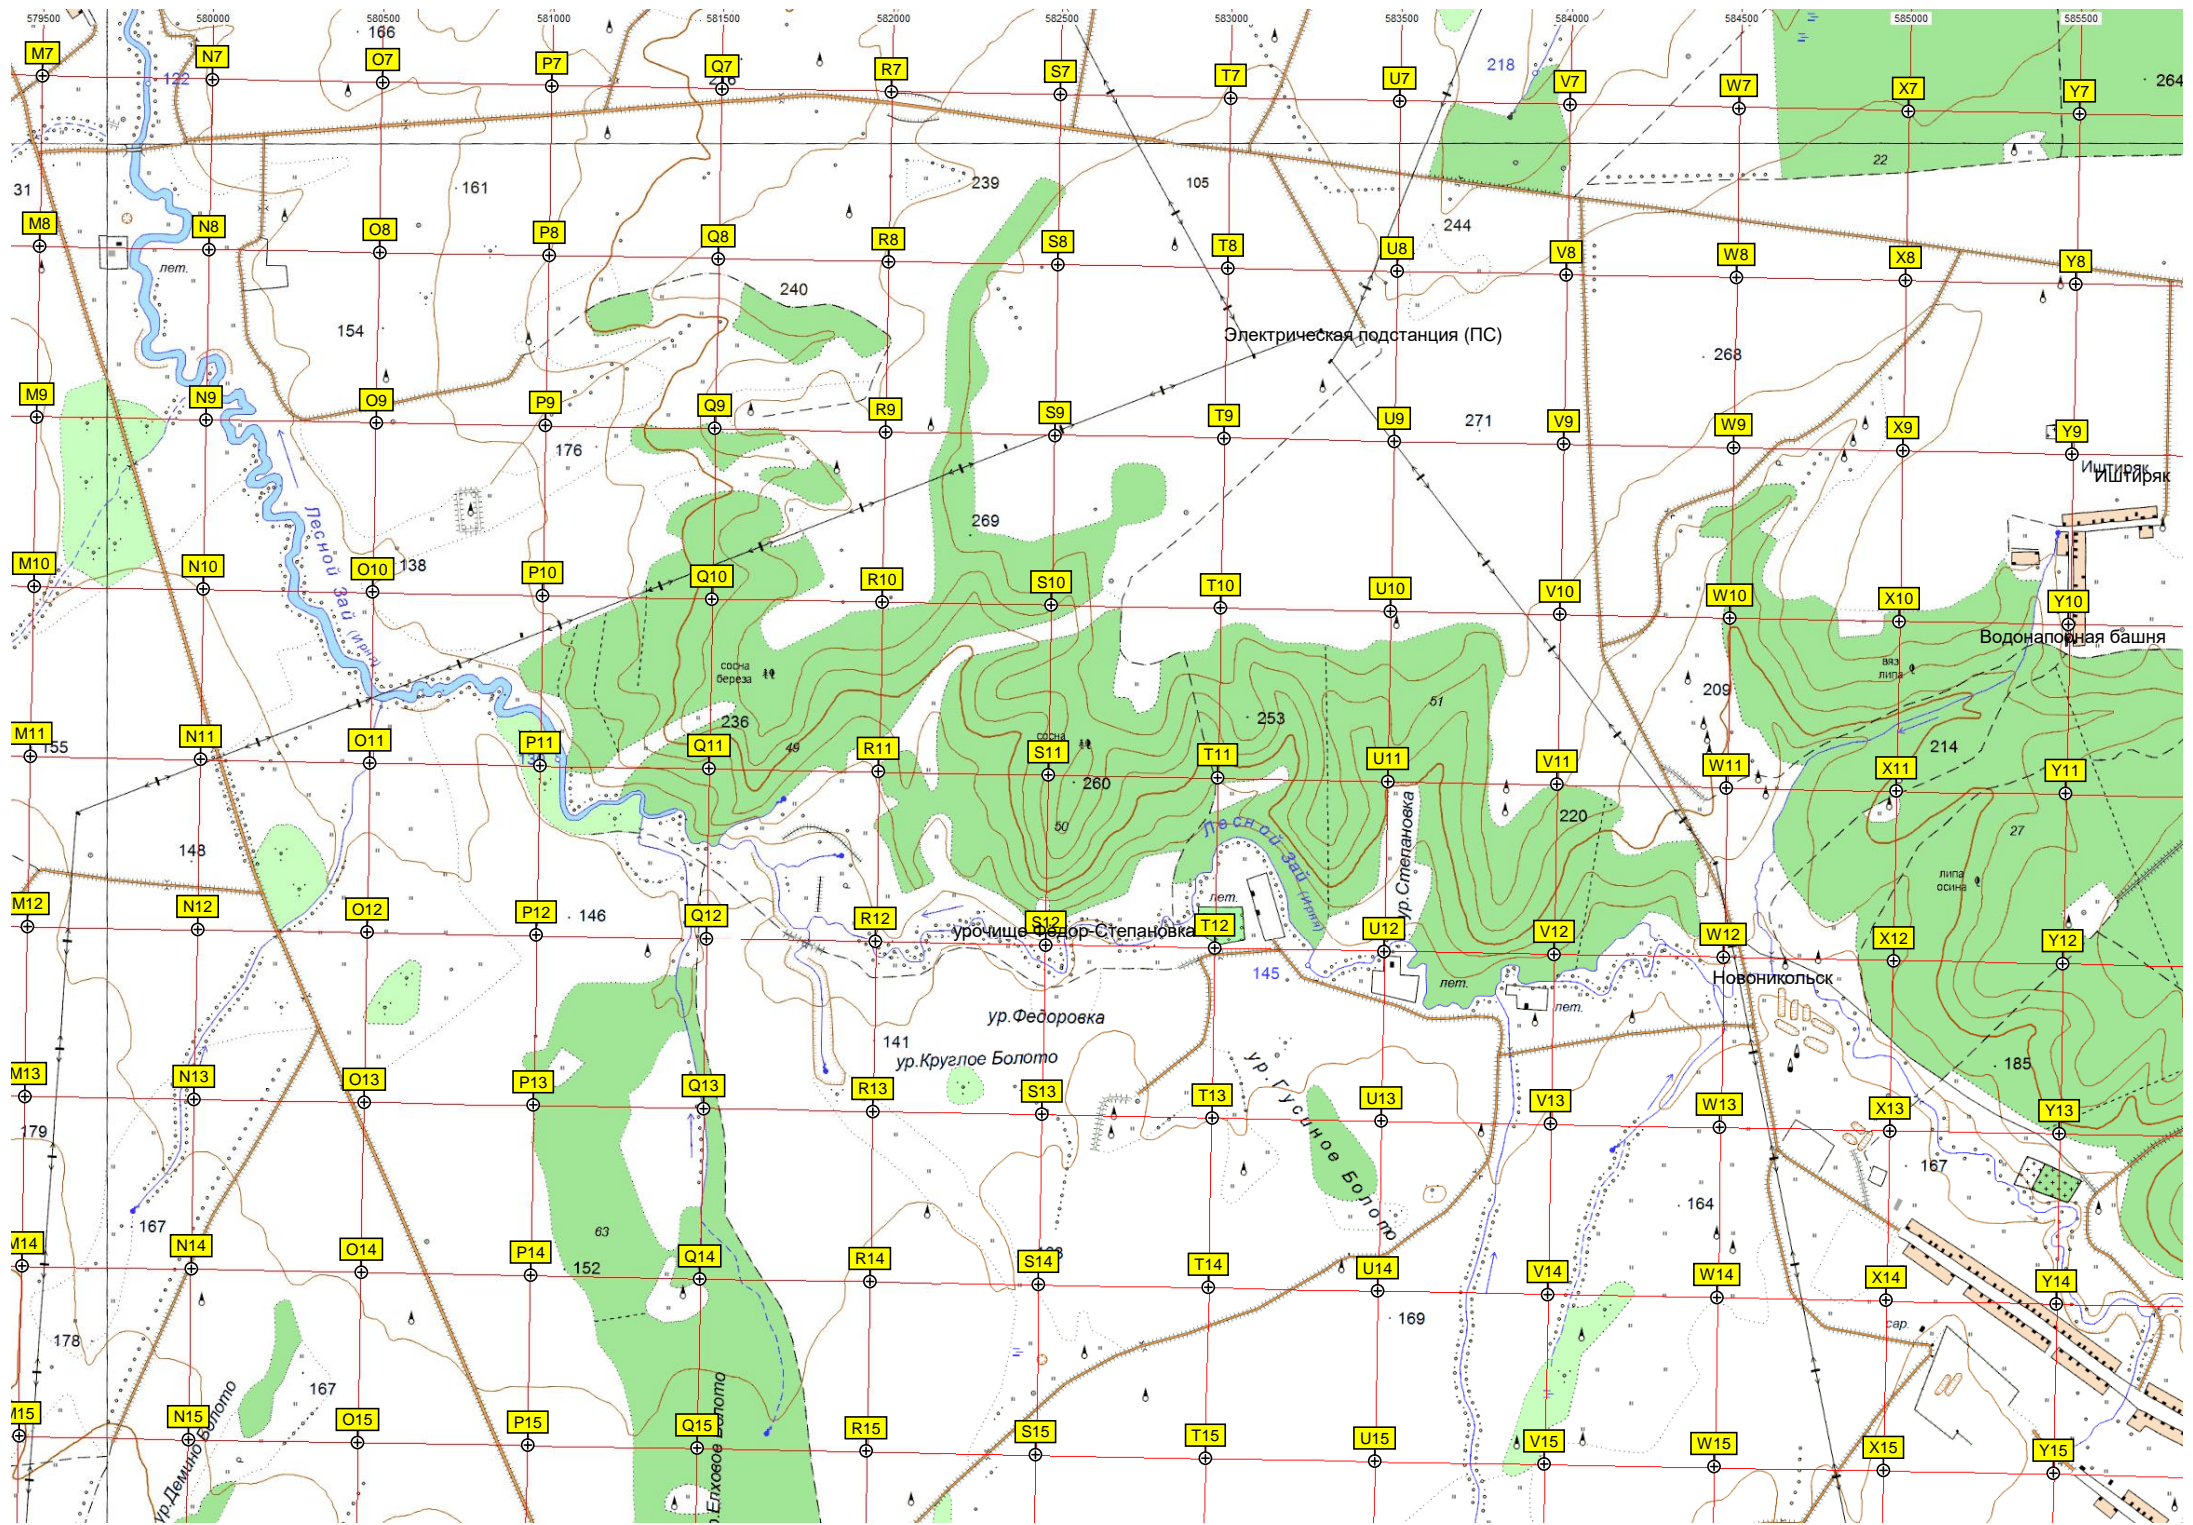 579500 580000 580500 581000 581500 582000 582500 583000 583500 584000 584500 585000 585500
166
M7 N7 O7 P7 Q7 R7 S7 T7 U7 V7 W7 X7 Y7
122 218 264
22
31 161 239 105
244
M8 N8 O8 P8 Q8 R8 S8 T8 U8 V8 W8 X8 Y8
лет.
240
154
Электрическая подстанция (ПС)
268
M9 N9 O9 P9 Q9 R9 S9 T9 U9 V9 W9 X9 Y9
176 271
Иштиряк
Иштиряк
269
Лесной Зай (Ирня)
138
M10 N10 O10 P10 Q10 R10 S10 T10 U10 V10 W10 X10 Y10
Водонапорная башня
сосна
береза
вяз
липа
51
209
236 253
49
сосна
214
M11 N11 O11 P11 Q11 R11 S11 T11 U11 V11 W11 X11 Y11
155
260
220
50
27
148
Лесной Зай (Ирня)
ур.Степановка
липа
осина
лет.
M12 N12 O12 P12 Q12 R12 S12 T12 U12 V12 W12 X12 Y12
146
урочище Фёдор-Степановка
145
Новоникольск
лет.
лет.
ур.Федоровка
141
ур.Круглое Болото
185
ур.Гусиное Болото
M13 N13 O13 P13 Q13 R13 S13 T13 U13 V13 W13 X13 Y13
179
167
164
167
63
M14 N14 O14 P14 Q14 R14 S14 T14 U14 V14 W14 X14 Y14
152
169
сар.
178
167
ур.Демино Болото
Елховое Болото
M15 N15 O15 P15 Q15 R15 S15 T15 U15 V15 W15 X15 Y15